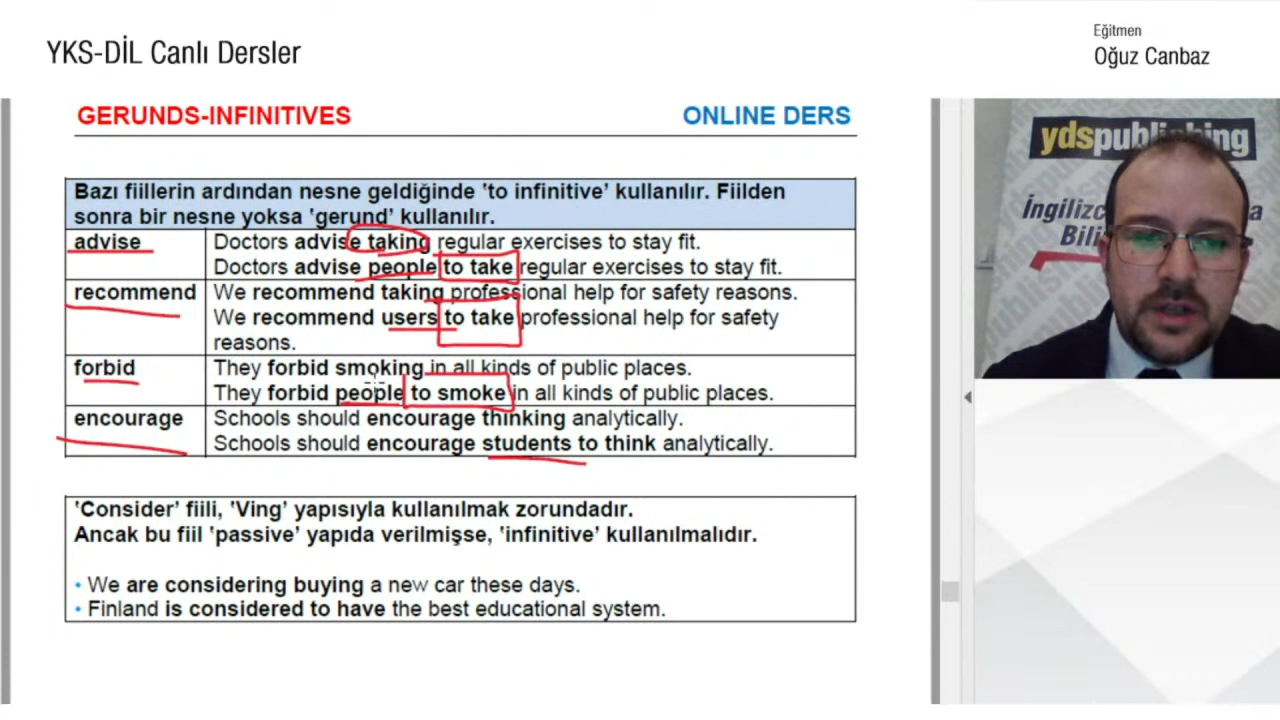 YKS-DİL Canlı Dersler
Eğitmen
Oğuz Canbaz
GERUNDS-INFINITIVES
ONLINE DERS
Bazı fiillerin ardından nesne geldiğinde 'to infinitive' kullanılır. Fiilden
sonra bir nesne yoksa 'gerund' kullanılır.
advise
Doctors advise taking regular exercises to stay fit.
Doctors advise people to take regular exercises to stay fit.
recommend
We recommend taking professional help for safety reasons.
We recommend users to take professional help for safety
reasons.
forbid
They forbid smoking in all kinds of public places.
They forbid people to smoke in all kinds of public places.
encourage
Schools should encourage thinking analytically.
Schools should encourage students to think analytically.
'Consider' fiili, 'Ving' yapısıyla kullanılmak zorundadır.
Ancak bu fiil 'passive' yapıda verilmişse, 'infinitive' kullanılmalıdır.
• We are considering buying a new car these days.
• Finland is considered to have the best educational system.
ydspublishing